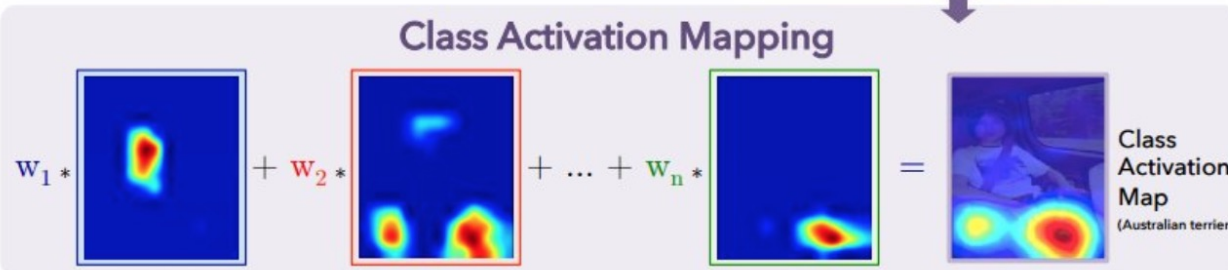 Class Activation Mapping
w₁ * + w₂ * + ... + wₙ * =
Class
Activation
Map
(Australian terrier